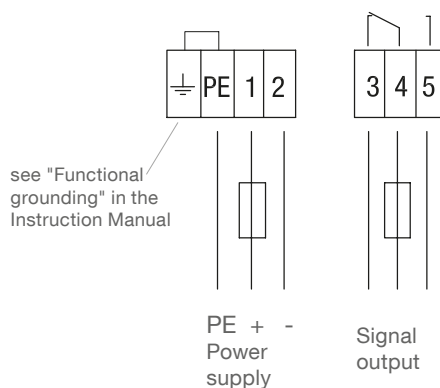 PE 1 2
3 4 5
see "Functional
grounding" in the
Instruction Manual
PE + -
Power
supply
Signal
output